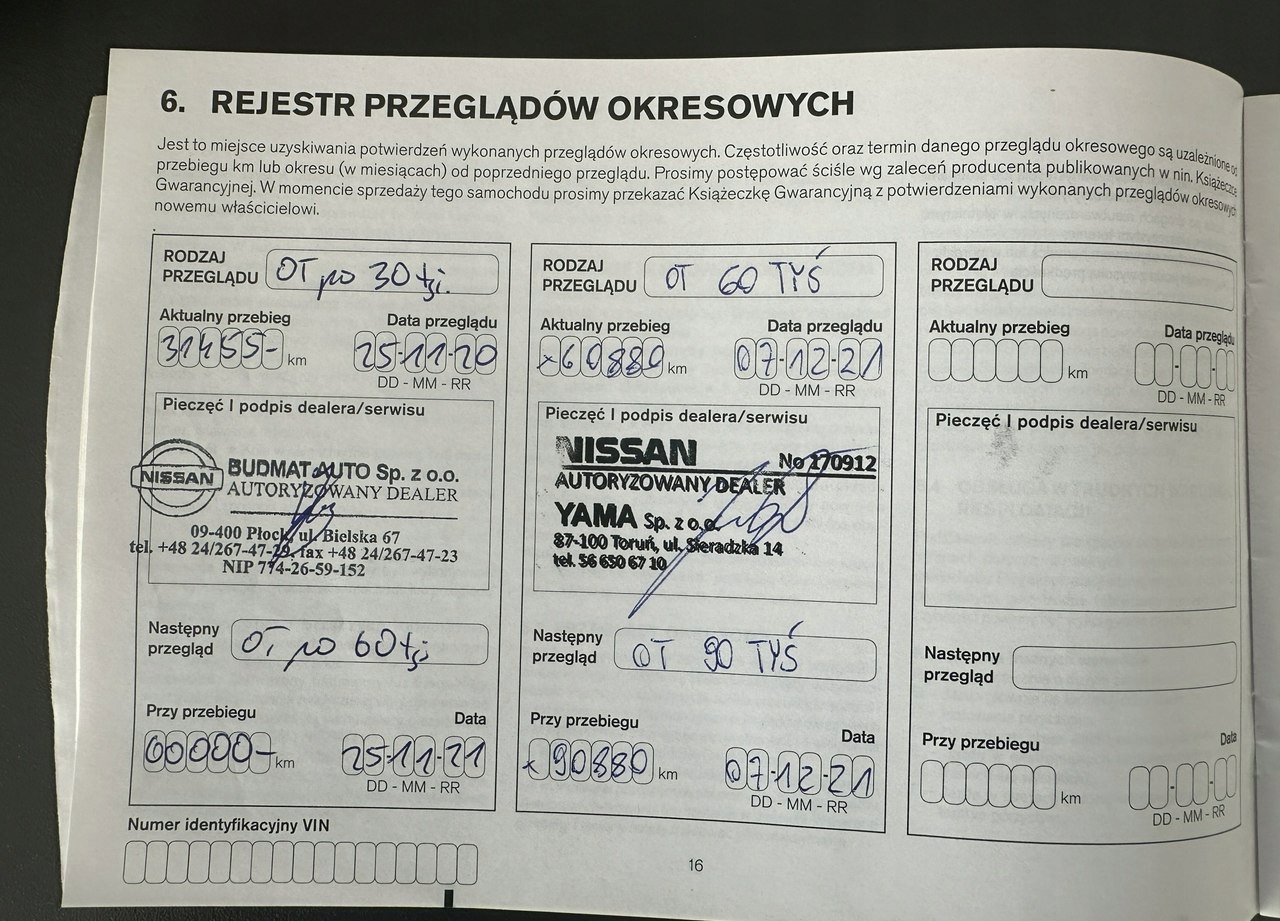 6. REJESTR PRZEGLĄDÓW OKRESOWYCH
Jest to miejsce uzyskiwania potwierdzeń wykonanych przeglądów okresowych. Częstotliwość oraz termin danego przeglądu okresowego są uzależnione od
przebiegu km lub okresu (w miesiącach) od poprzedniego przeglądu. Prosimy postępować ściśle wg zaleceń producenta publikowanych w nin. Książeczce
Gwarancyjnej. W momencie sprzedaży tego samochodu prosimy przekazać Książeczkę Gwarancyjną z potwierdzeniami wykonanych przeglądów okresowych
nowemu właścicielowi.
RODZAJ
PRZEGLĄDU
OT po 30 tyś.
Aktualny przebieg
Data przeglądu
31455- km
25-11-20
DD - MM - RR
Pieczęć I podpis dealera/serwisu
NISSAN
BUDMAT AUTO Sp. z o.o.
AUTORYZOWANY DEALER
09-400 Płock, ul. Bielska 67
tel. +48 24/267-47-29, fax +48 24/267-47-23
NIP 774-26-59-152
Następny
przegląd
OT po 60 tyś
Przy przebiegu
Data
60000- km
25-11-21
DD - MM - RR
RODZAJ
PRZEGLĄDU
OT 60 TYŚ
Aktualny przebieg
Data przeglądu
x60880 km
07-12-21
DD - MM - RR
Pieczęć I podpis dealera/serwisu
NISSAN
No 170912
AUTORYZOWANY DEALER
YAMA Sp. z o.o.
87-100 Toruń, ul. Sieradzka 14
tel. 56 650 67 10
Następny
przegląd
OT 90 TYŚ
Przy przebiegu
Data
x90880 km
07-12-21
DD - MM - RR
RODZAJ
PRZEGLĄDU
Aktualny przebieg
Data przeglądu
km
DD - MM - RR
Pieczęć I podpis dealera/serwisu
Następny
przegląd
Przy przebiegu
Data
km
DD - MM - RR
Numer identyfikacyjny VIN
16